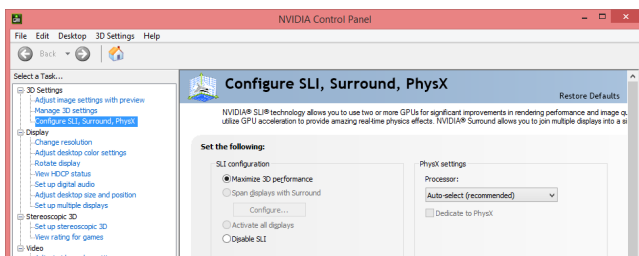 NVIDIA Control Panel
File Edit Desktop 3D Settings Help
Back
Select a Task...
3D Settings
Adjust image settings with preview
Manage 3D settings
Configure SLI, Surround, PhysX
Display
Change resolution
Adjust desktop color settings
Rotate display
View HDCP status
Set up digital audio
Adjust desktop size and position
Set up multiple displays
Stereoscopic 3D
Set up stereoscopic 3D
View rating for games
Video
Configure SLI, Surround, PhysX
Restore Defaults
NVIDIA® SLI® technology allows you to use two or more GPUs for significant improvements in rendering performance and image
utilize GPU acceleration to provide amazing real-time physics effects. NVIDIA® Surround allows you to join multiple displays into a
Set the following:
SLI configuration
Maximize 3D performance
Span displays with Surround
Configure...
Activate all displays
Disable SLI
PhysX settings
Processor:
Auto-select (recommended)
Dedicate to PhysX